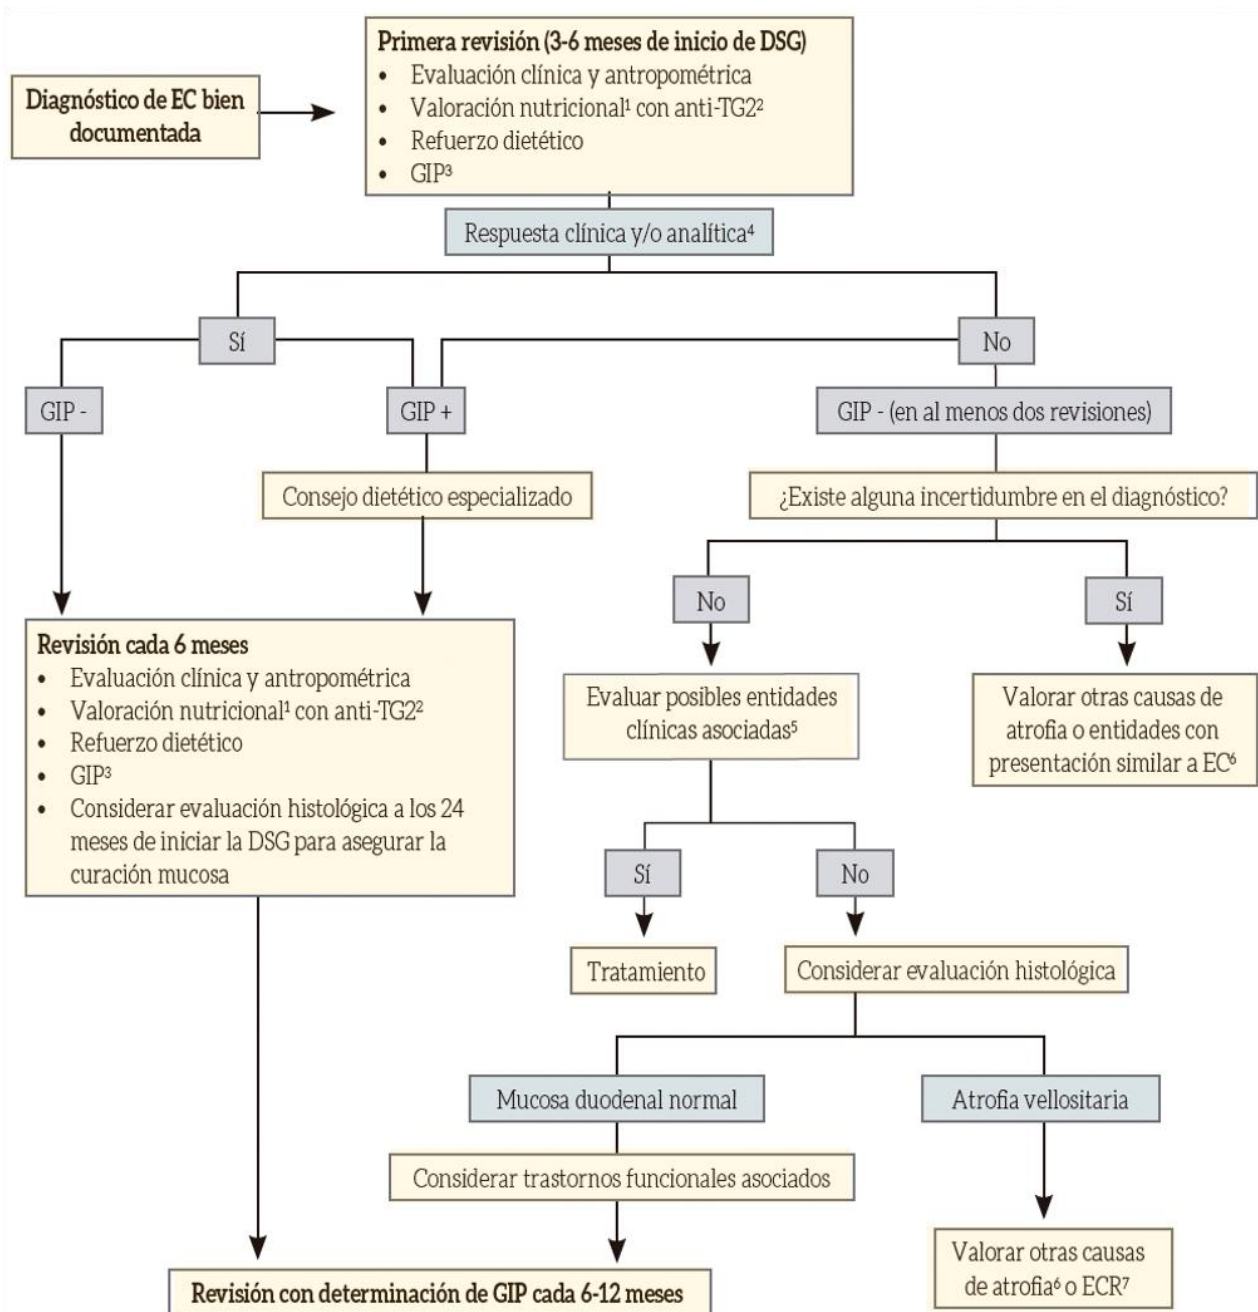 Primera revisión (3-6 meses de inicio de DSG)
• Evaluación clínica y antropométrica
• Valoración nutricional¹ con anti-TG2²
• Refuerzo dietético
• GIP³
Diagnóstico de EC bien
documentada
Respuesta clínica y/o analítica⁴
Sí
No
GIP -
GIP +
GIP - (en al menos dos revisiones)
Consejo dietético especializado
¿Existe alguna incertidumbre en el diagnóstico?
No
Sí
Revisión cada 6 meses
• Evaluación clínica y antropométrica
• Valoración nutricional¹ con anti-TG2²
• Refuerzo dietético
• GIP³
• Considerar evaluación histológica a los 24
meses de iniciar la DSG para asegurar la
curación mucosa
Evaluar posibles entidades
clínicas asociadas⁵
Valorar otras causas de
atrofia o entidades con
presentación similar a EC⁶
Sí
No
Tratamiento
Considerar evaluación histológica
Mucosa duodenal normal
Atrofia vellositaria
Considerar trastornos funcionales asociados
Valorar otras causas
de atrofia⁶ o ECR⁷
Revisión con determinación de GIP cada 6-12 meses